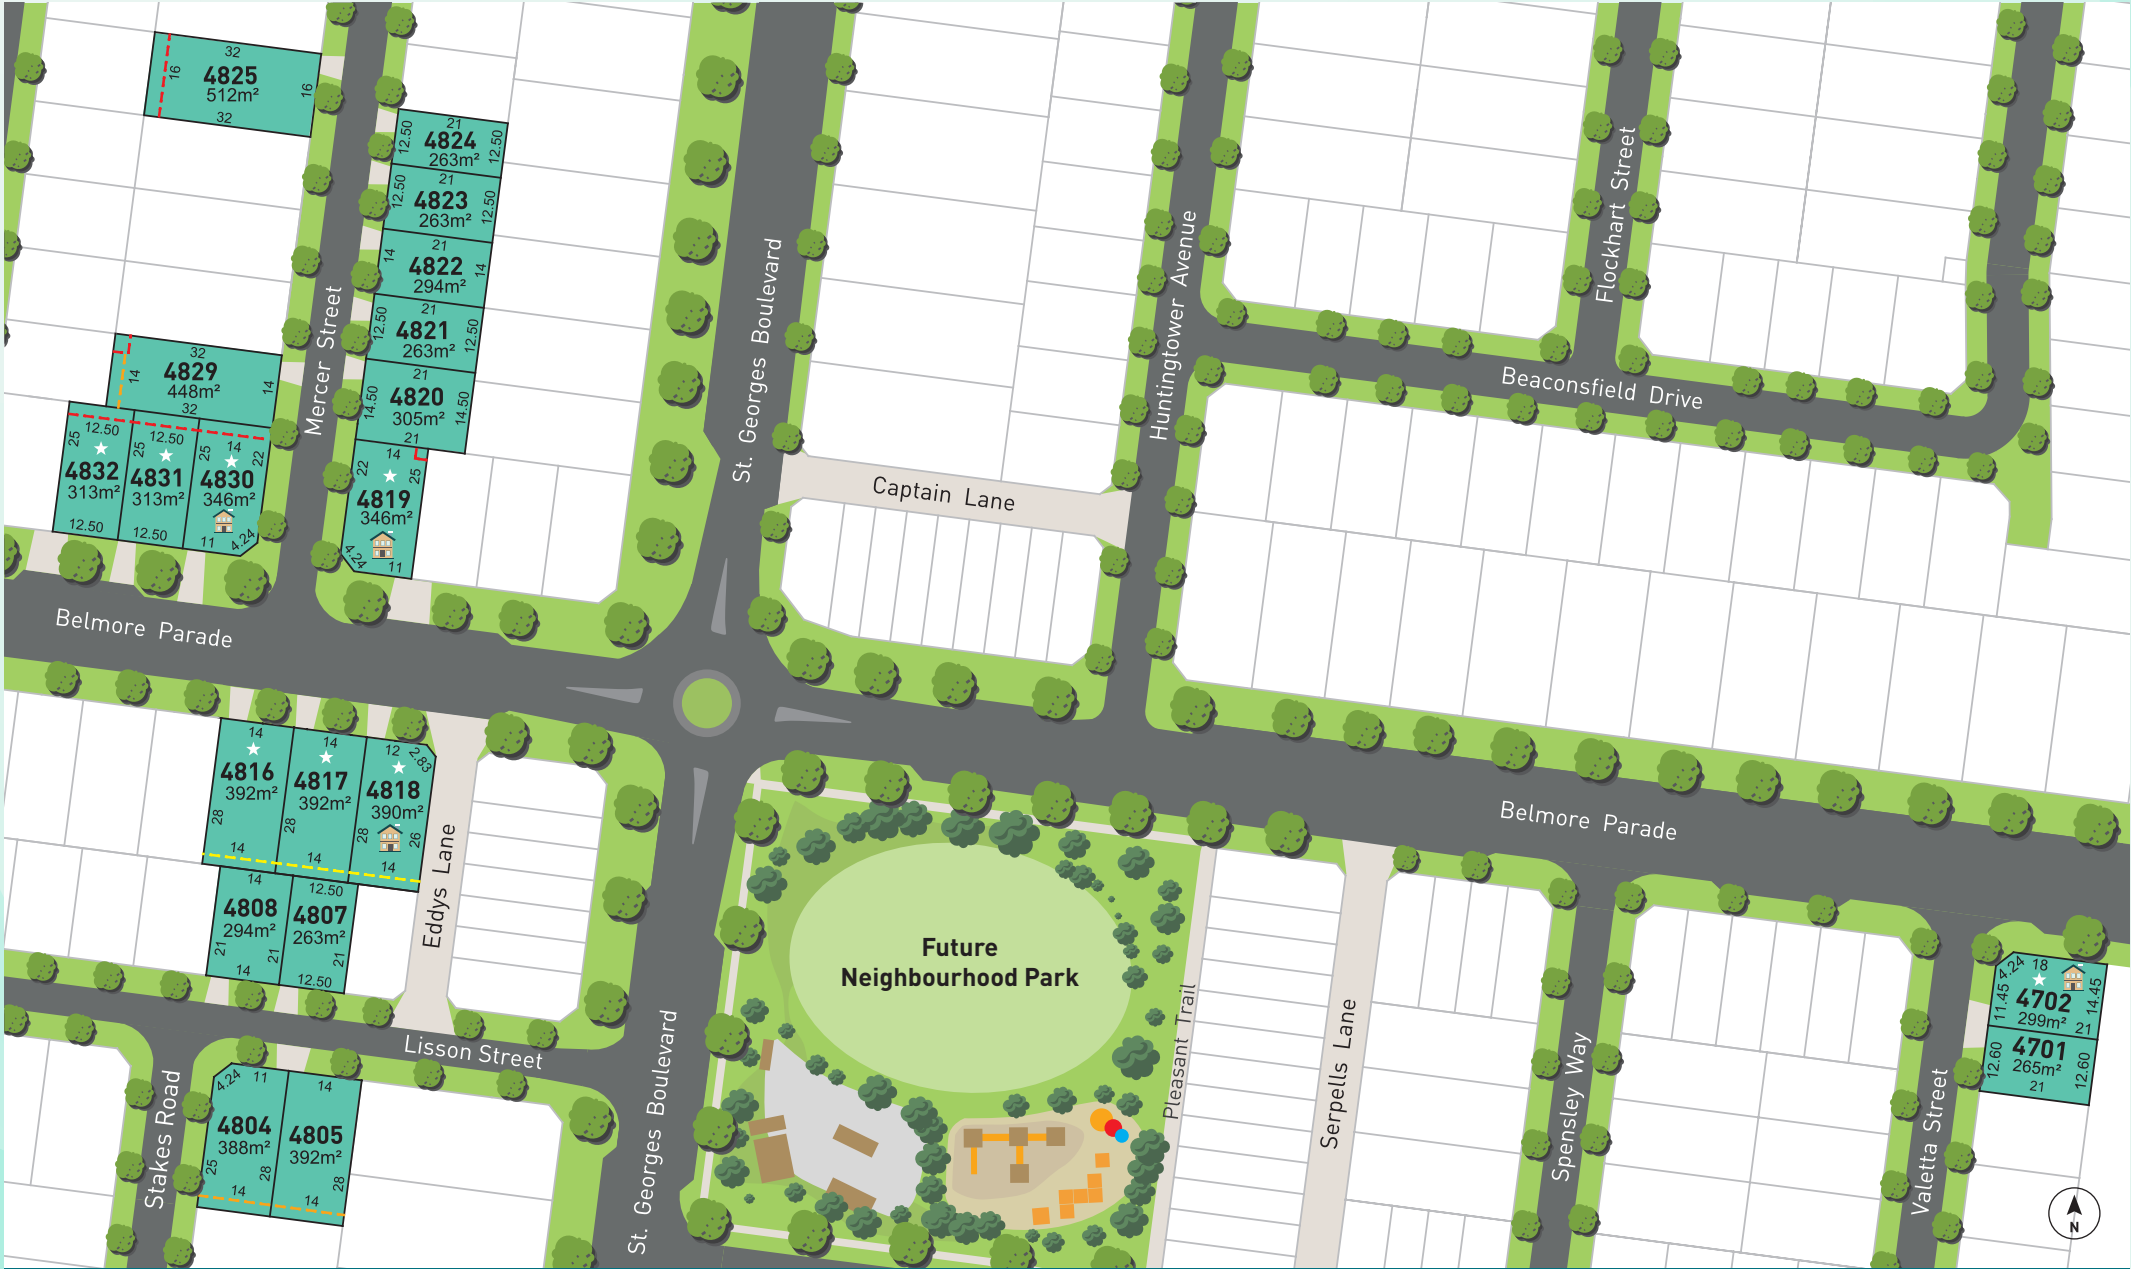 32
16
4825
512m²
16
32
21
12.50
4824
263m²
12.50
21
12.50
4823
263m²
12.50
21
14
4822
294m²
14
21
12.50
4821
263m²
12.50
21
14.50
4820
305m²
14.50
21
14
22
25
4819
346m²
4.24
11
32
14
4829
448m²
14
32
12.50
25
4832
313m²
12.50
12.50
25
4831
313m²
12.50
14
25
22
4830
346m²
11
4.24
Mercer Street
St. Georges Boulevard
Captain Lane
Huntingtower Avenue
Flockhart Street
Beaconsfield Drive
Belmore Parade
Belmore Parade
14
4816
392m²
28
14
14
4817
392m²
28
14
12
2.83
4818
390m²
28
26
14
Eddys Lane
14
4808
294m²
21
21
14
12.50
4807
263m²
21
12.50
Lisson Street
Stakes Road
4.24
11
4804
388m²
25
28
14
14
4805
392m²
28
14
St. Georges Boulevard
Future
Neighbourhood Park
Pleasant Trail
Serpells Lane
Spensley Way
Valetta Street
4.24
18
11.45
4702
299m²
14.45
21
12.60
4701
265m²
12.60
21
N